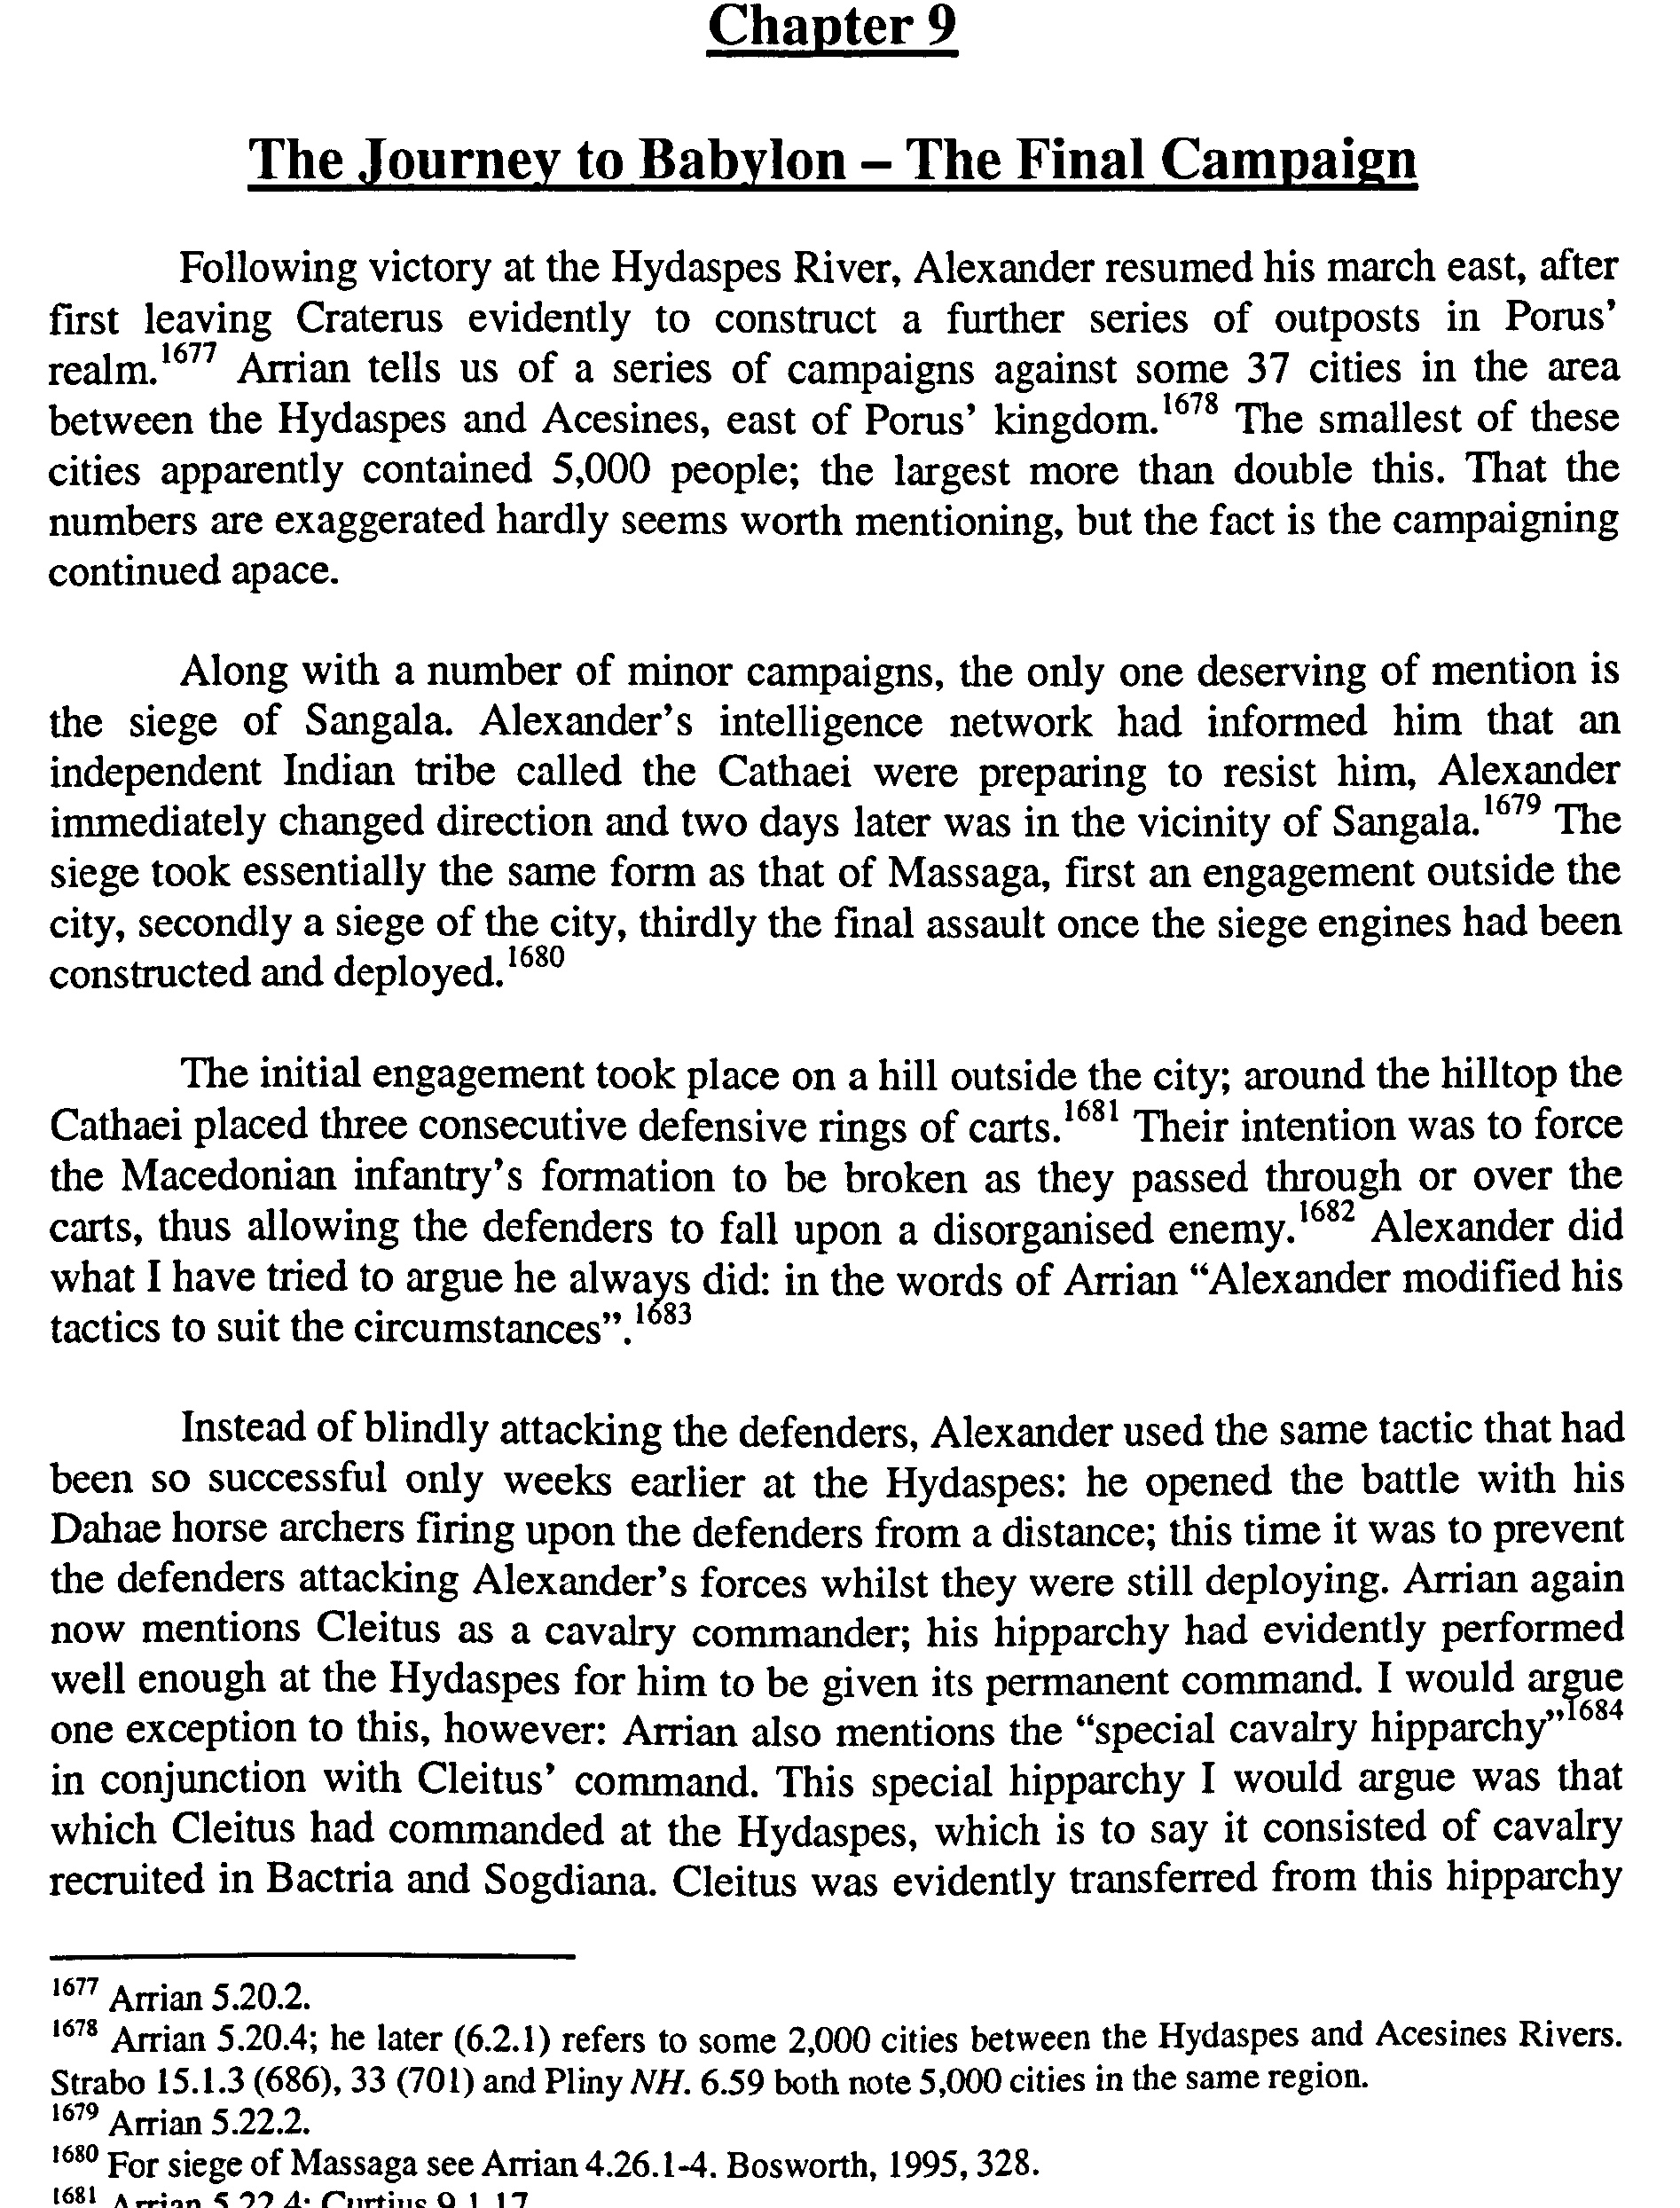 Chapter 9
The Journey to Babylon – The Final Campaign
Following victory at the Hydaspes River, Alexander resumed his march east, after
first leaving Craterus evidently to construct a further series of outposts in Porus'
realm.1677 Arrian tells us of a series of campaigns against some 37 cities in the area
between the Hydaspes and Acesines, east of Porus' kingdom.1678 The smallest of these
cities apparently contained 5,000 people; the largest more than double this. That the
numbers are exaggerated hardly seems worth mentioning, but the fact is the campaigning
continued apace.
Along with a number of minor campaigns, the only one deserving of mention is
the siege of Sangala. Alexander's intelligence network had informed him that an
independent Indian tribe called the Cathaei were preparing to resist him, Alexander
immediately changed direction and two days later was in the vicinity of Sangala.1679 The
siege took essentially the same form as that of Massaga, first an engagement outside the
city, secondly a siege of the city, thirdly the final assault once the siege engines had been
constructed and deployed.1680
The initial engagement took place on a hill outside the city; around the hilltop the
Cathaei placed three consecutive defensive rings of carts.1681 Their intention was to force
the Macedonian infantry's formation to be broken as they passed through or over the
carts, thus allowing the defenders to fall upon a disorganised enemy.1682 Alexander did
what I have tried to argue he always did: in the words of Arrian "Alexander modified his
tactics to suit the circumstances".1683
Instead of blindly attacking the defenders, Alexander used the same tactic that had
been so successful only weeks earlier at the Hydaspes: he opened the battle with his
Dahae horse archers firing upon the defenders from a distance; this time it was to prevent
the defenders attacking Alexander's forces whilst they were still deploying. Arrian again
now mentions Cleitus as a cavalry commander; his hipparchy had evidently performed
well enough at the Hydaspes for him to be given its permanent command. I would argue
one exception to this, however: Arrian also mentions the "special cavalry hipparchy"1684
in conjunction with Cleitus' command. This special hipparchy I would argue was that
which Cleitus had commanded at the Hydaspes, which is to say it consisted of cavalry
recruited in Bactria and Sogdiana. Cleitus was evidently transferred from this hipparchy
1677 Arrian 5.20.2.
1678 Arrian 5.20.4; he later (6.2.1) refers to some 2,000 cities between the Hydaspes and Acesines Rivers.
Strabo 15.1.3 (686), 33 (701) and Pliny NH. 6.59 both note 5,000 cities in the same region.
1679 Arrian 5.22.2.
1680 For siege of Massaga see Arrian 4.26.1-4. Bosworth, 1995, 328.
1681 Arrian 5.22.4; Curtius 9.1.17.